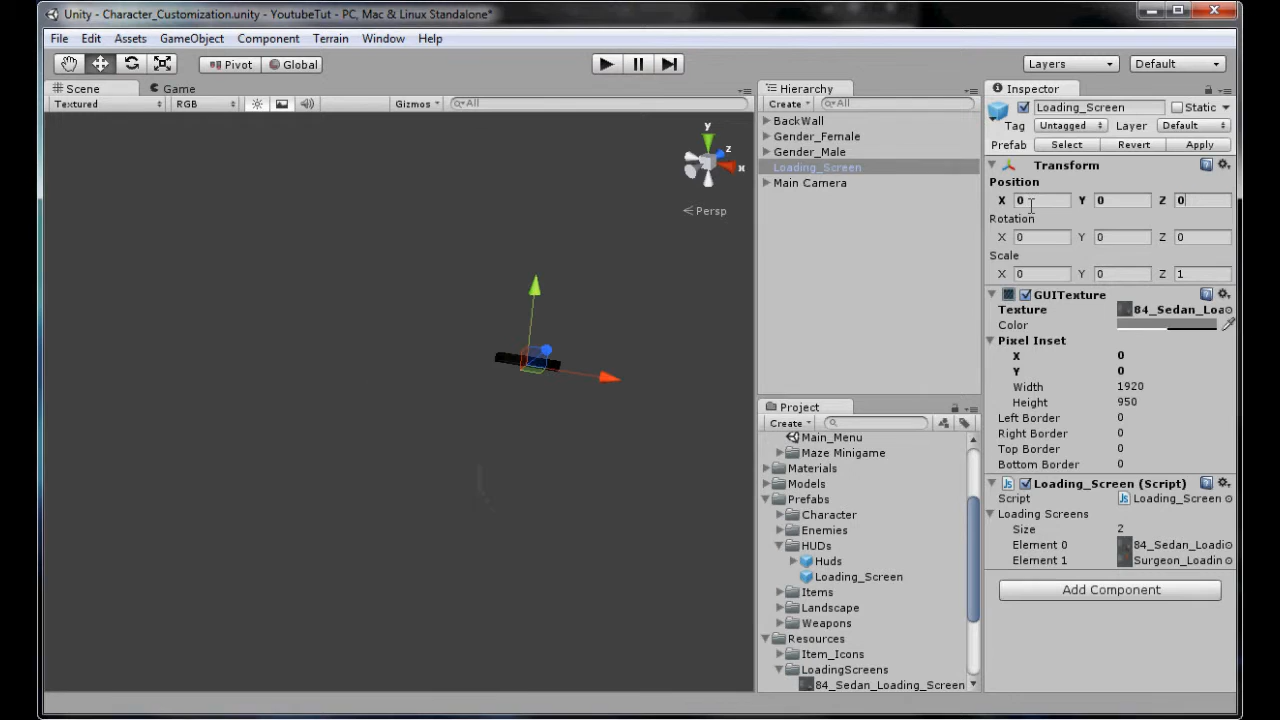 Unity - Character_Customization.unity - YoutubeTut - PC, Mac & Linux Standalone*
File Edit Assets GameObject Component Terrain Window Help
Pivot Global Layers Default
Scene Game
Textured RGB Gizmos All
y
z
x
Persp
Hierarchy
Create All
BackWall
Gender_Female
Gender_Male
Loading_Screen
Main Camera
Project
Create
Main_Menu
Maze Minigame
Materials
Models
Prefabs
Character
Enemies
HUDs
Huds
Loading_Screen
Items
Landscape
Weapons
Resources
Item_Icons
LoadingScreens
84_Sedan_Loading_Screen
Inspector
Loading_Screen Static
Tag Untagged Layer Default
Prefab Select Revert Apply
Transform
Position
X 0 Y 0 Z 0
Rotation
X 0 Y 0 Z 0
Scale
X 0 Y 0 Z 1
GUITexture
Texture 84_Sedan_Loa
Color
Pixel Inset
X 0
Y 0
Width 1920
Height 950
Left Border 0
Right Border 0
Top Border 0
Bottom Border 0
Loading_Screen (Script)
Script Loading_Screen
Loading Screens
Size 2
Element 0 84_Sedan_Loadi
Element 1 Surgeon_Loadin
Add Component